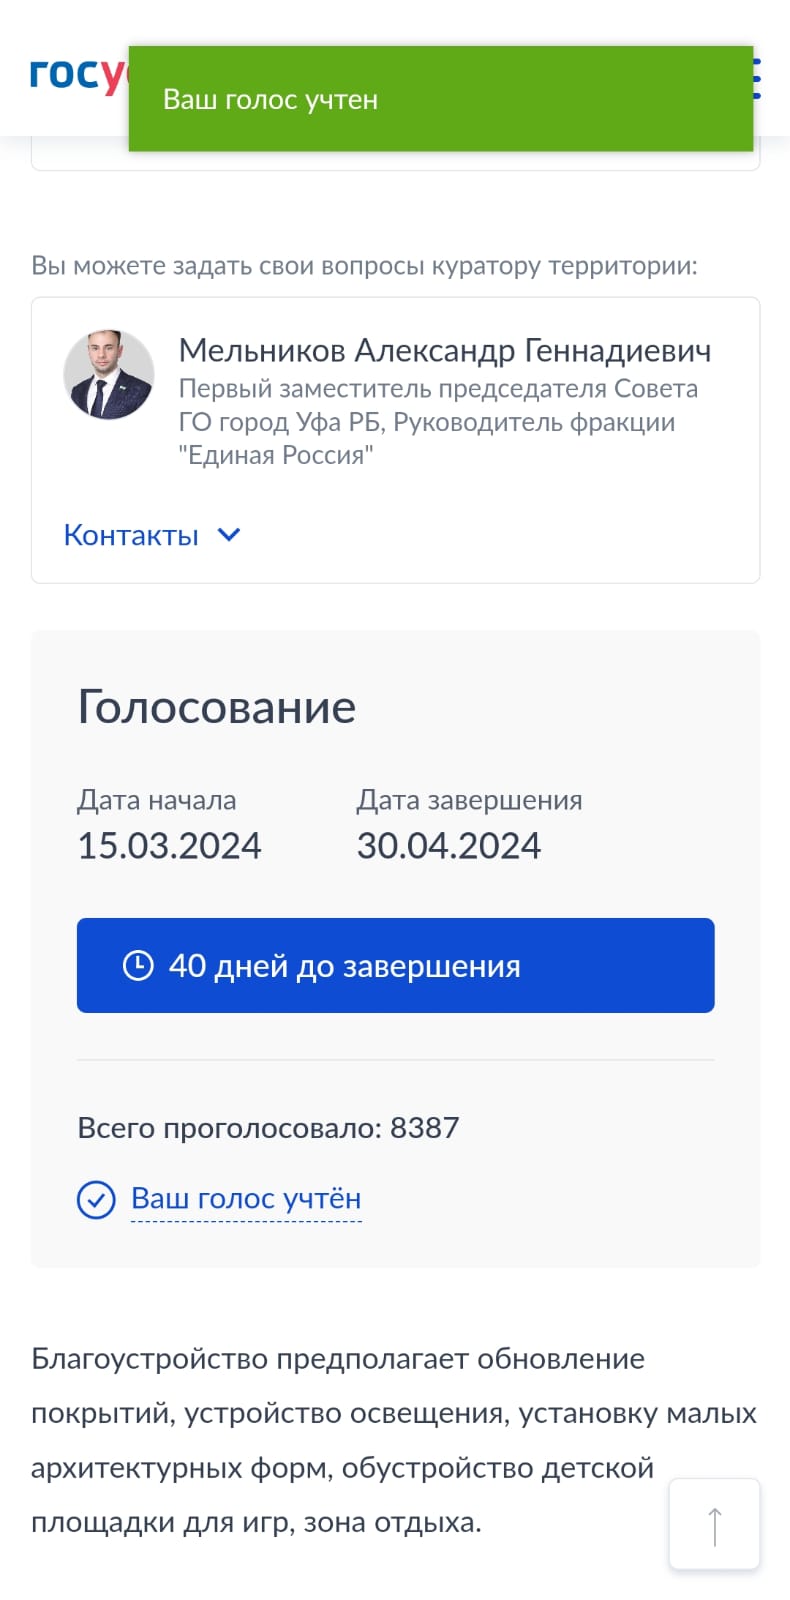 госу
Ваш голос учтен
Вы можете задать свои вопросы куратору территории:
Мельников Александр Геннадиевич
Первый заместитель председателя Совета
ГО город Уфа РБ, Руководитель фракции
"Единая Россия"
Контакты
Голосование
Дата начала Дата завершения
15.03.2024 30.04.2024
40 дней до завершения
Всего проголосовало: 8387
Ваш голос учтён
Благоустройство предполагает обновление
покрытий, устройство освещения, установку малых
архитектурных форм, обустройство детской
площадки для игр, зона отдыха.